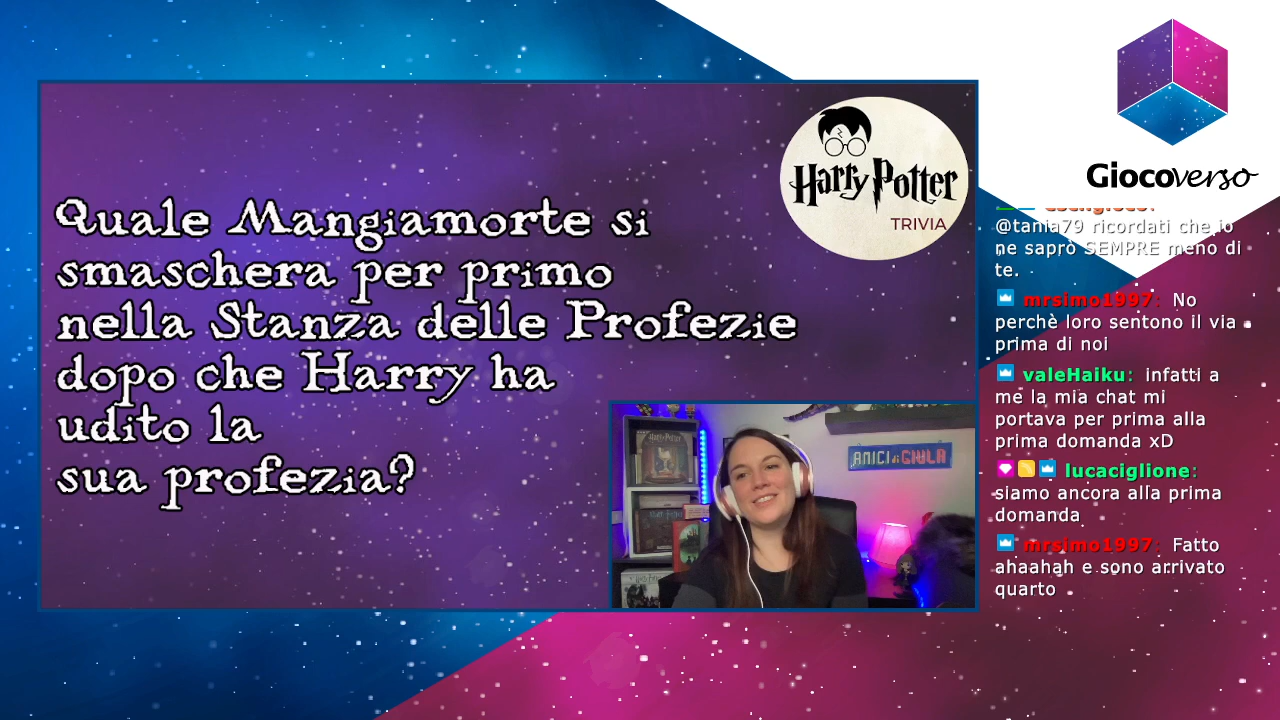 Quale Mangiamorte si
smaschera per primo
nella Stanza delle Profezie
dopo che Harry ha
udito la
sua profezia?
Harry Potter
TRIVIA
AMICI di GIULA
Giocoverso
@tania79 ricordati che io
ne saprò SEMPRE meno di
te.
mrsimo1997: No
perchè loro sentono il via
prima di noi
valeHaiku: infatti a
me la mia chat mi
portava per prima alla
prima domanda xD
lucaciglione:
siamo ancora alla prima
domanda
mrsimo1997: Fatto
ahaahah e sono arrivato
quarto